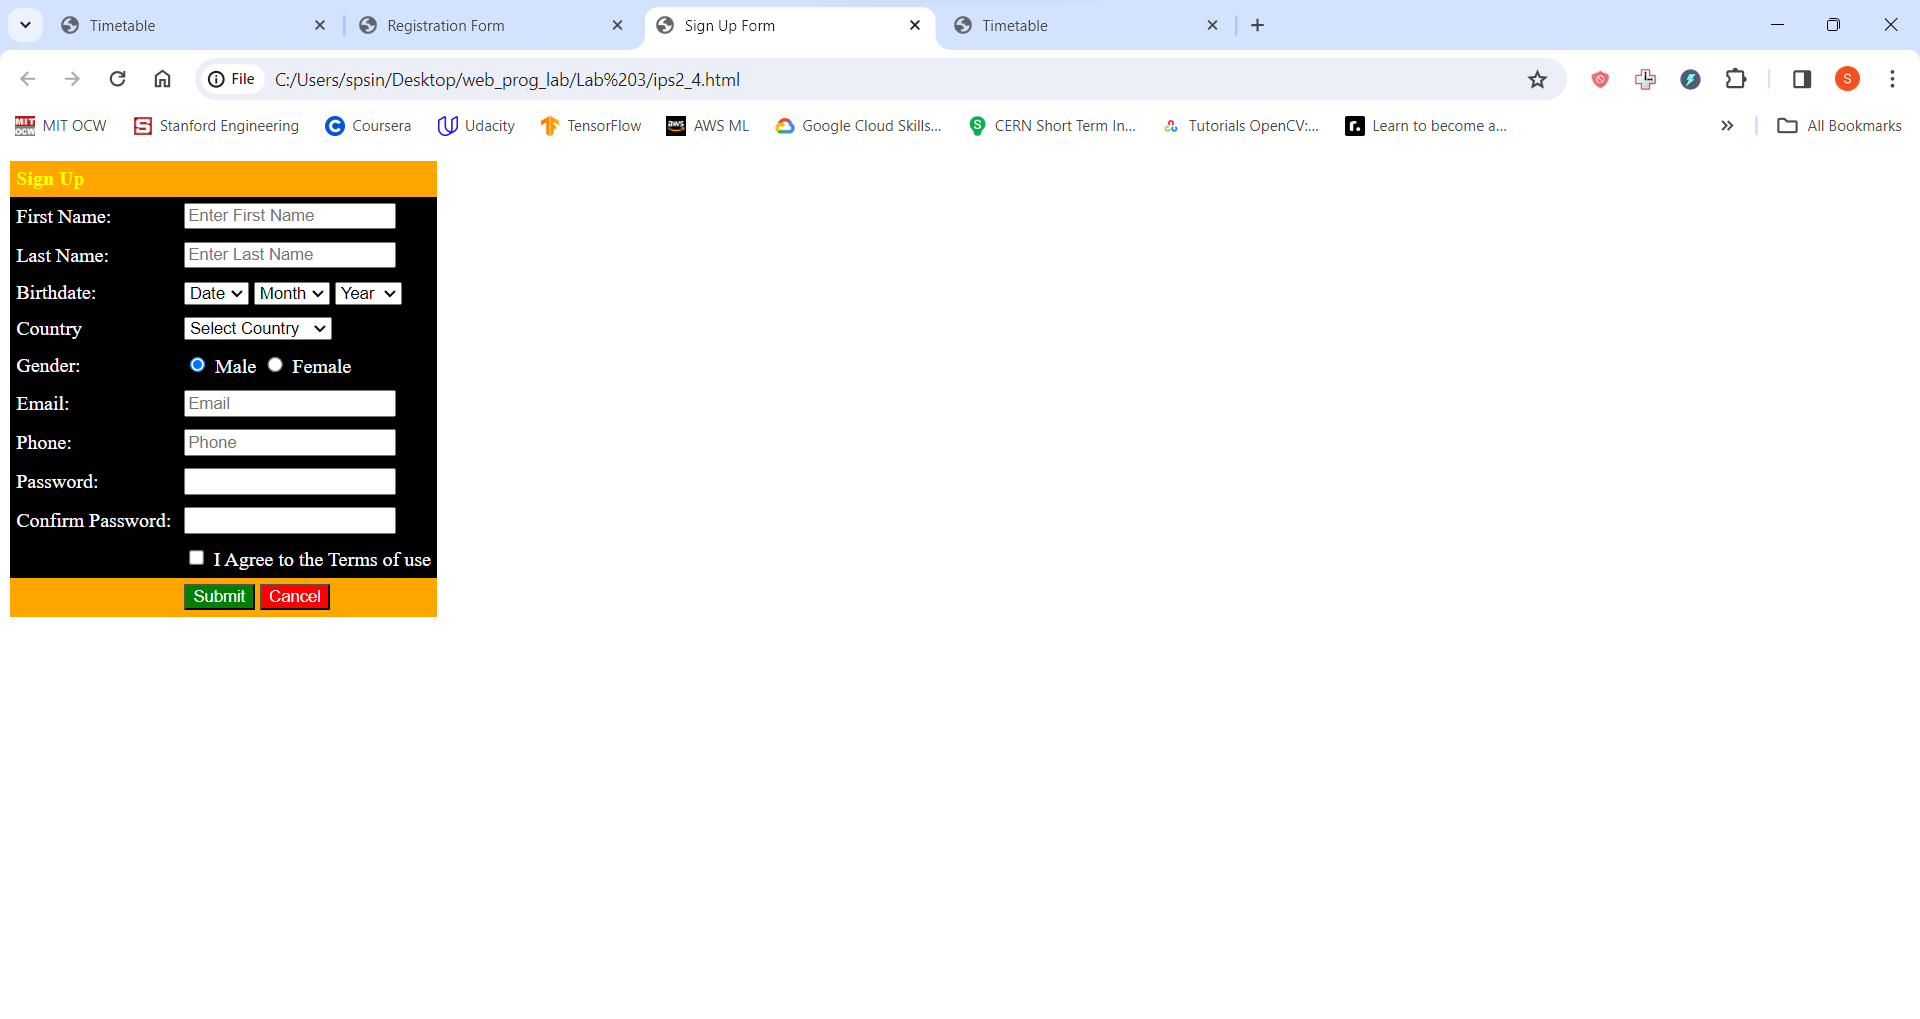 Timetable Registration Form Sign Up Form Timetable
File C:/Users/spsin/Desktop/web_prog_lab/Lab%203/ips2_4.html S
MIT OCW MIT OCW Stanford Engineering Coursera Udacity TensorFlow aws AWS ML Google Cloud Skills... CERN Short Term In... Tutorials OpenCV:... r. Learn to become a... All Bookmarks
Sign Up
First Name: Enter First Name
Last Name: Enter Last Name
Birthdate: Date Month Year
Country Select Country
Gender: Male Female
Email: Email
Phone: Phone
Password:
Confirm Password:
I Agree to the Terms of use
Submit Cancel